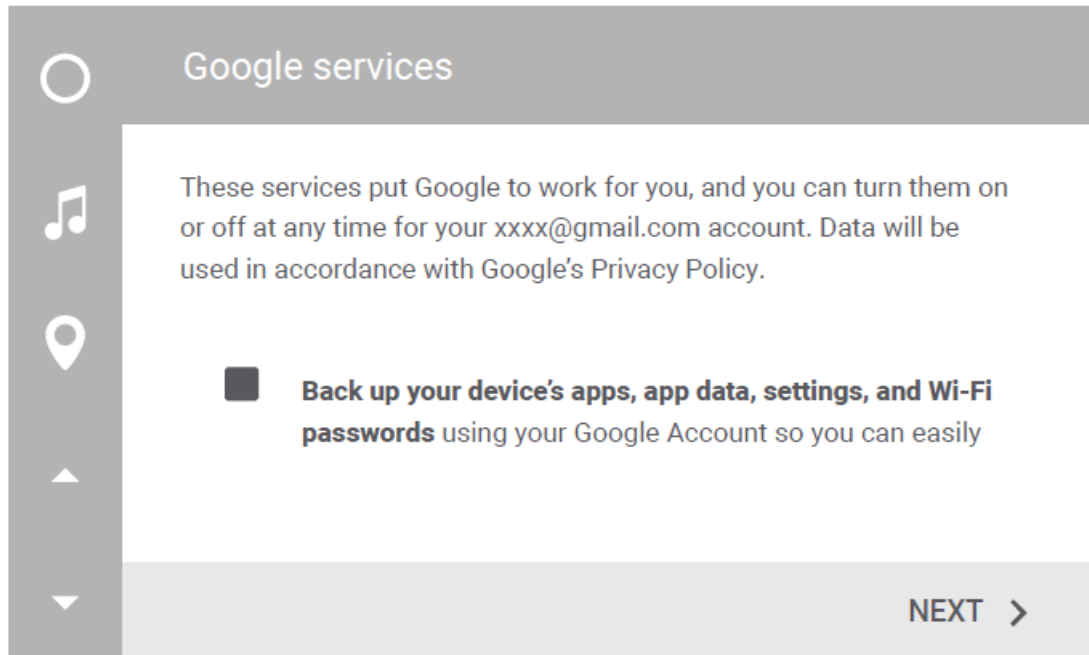 Google services
These services put Google to work for you, and you can turn them on
or off at any time for your xxxx@gmail.com account. Data will be
used in accordance with Google's Privacy Policy.
Back up your device's apps, app data, settings, and Wi-Fi
passwords using your Google Account so you can easily
NEXT